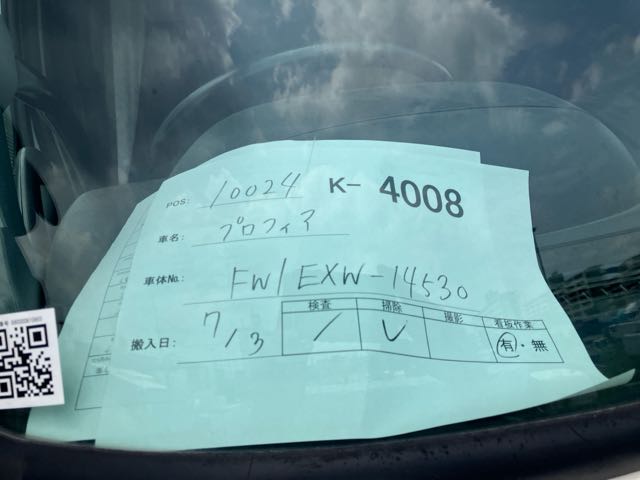 POS: 10024 K- 4008
車名: プロフィア
車体No.: FW1EXW-14530
搬入日: 7/3
検査 掃除 撮影 看板作業
/ レ 有・無